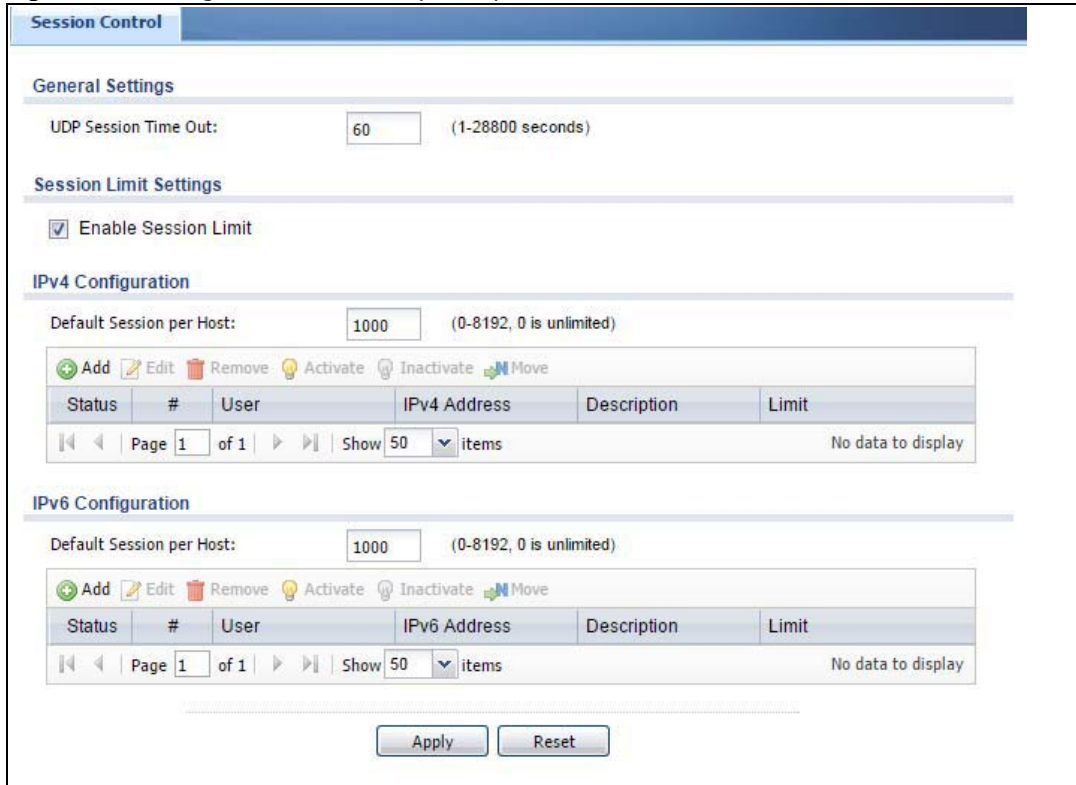 Session Control
General Settings
UDP Session Time Out: 60 (1-28800 seconds)
Session Limit Settings
Enable Session Limit
IPv4 Configuration
Default Session per Host: 1000 (0-8192, 0 is unlimited)
Add Edit Remove Activate Inactivate Move
Status # User IPv4 Address Description Limit
Page 1 of 1 Show 50 items No data to display
IPv6 Configuration
Default Session per Host: 1000 (0-8192, 0 is unlimited)
Add Edit Remove Activate Inactivate Move
Status # User IPv6 Address Description Limit
Page 1 of 1 Show 50 items No data to display
Apply Reset